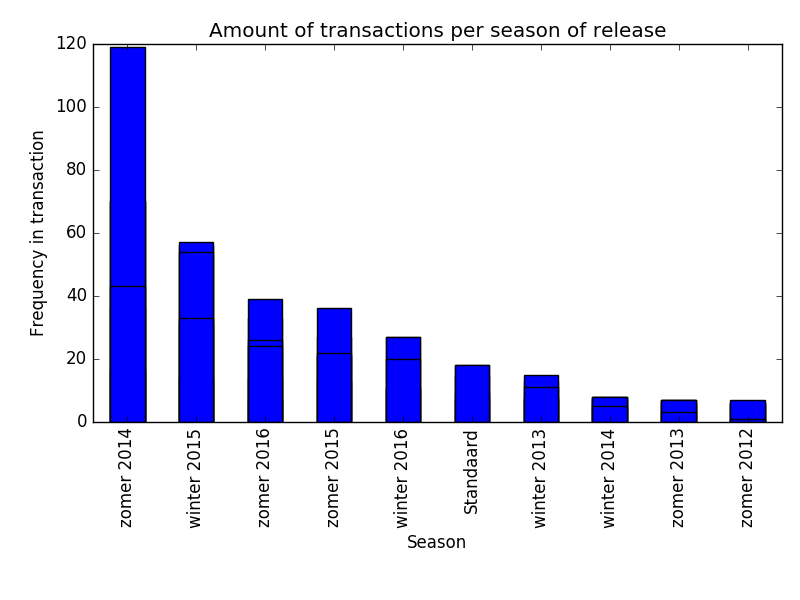 Amount of transactions per season of release
Frequency in transaction
120
100
80
60
40
20
0
zomer 2014
winter 2015
zomer 2016
zomer 2015
winter 2016
Standaard
winter 2013
winter 2014
zomer 2013
zomer 2012
Season